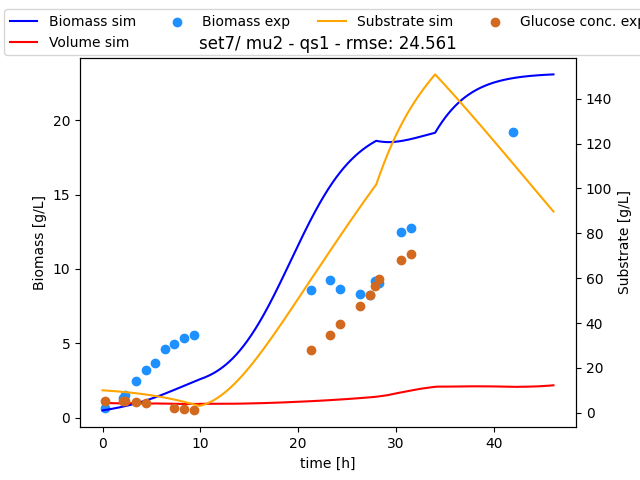 Biomass sim Biomass exp Substrate sim Glucose conc. exp
Volume sim
set7/ mu2 - qs1 - rmse: 24.561
Biomass [g/L]
20
15
10
5
0
140
120
100
80
60
40
20
0
Substrate [g/L]
0 10 20 30 40
time [h]